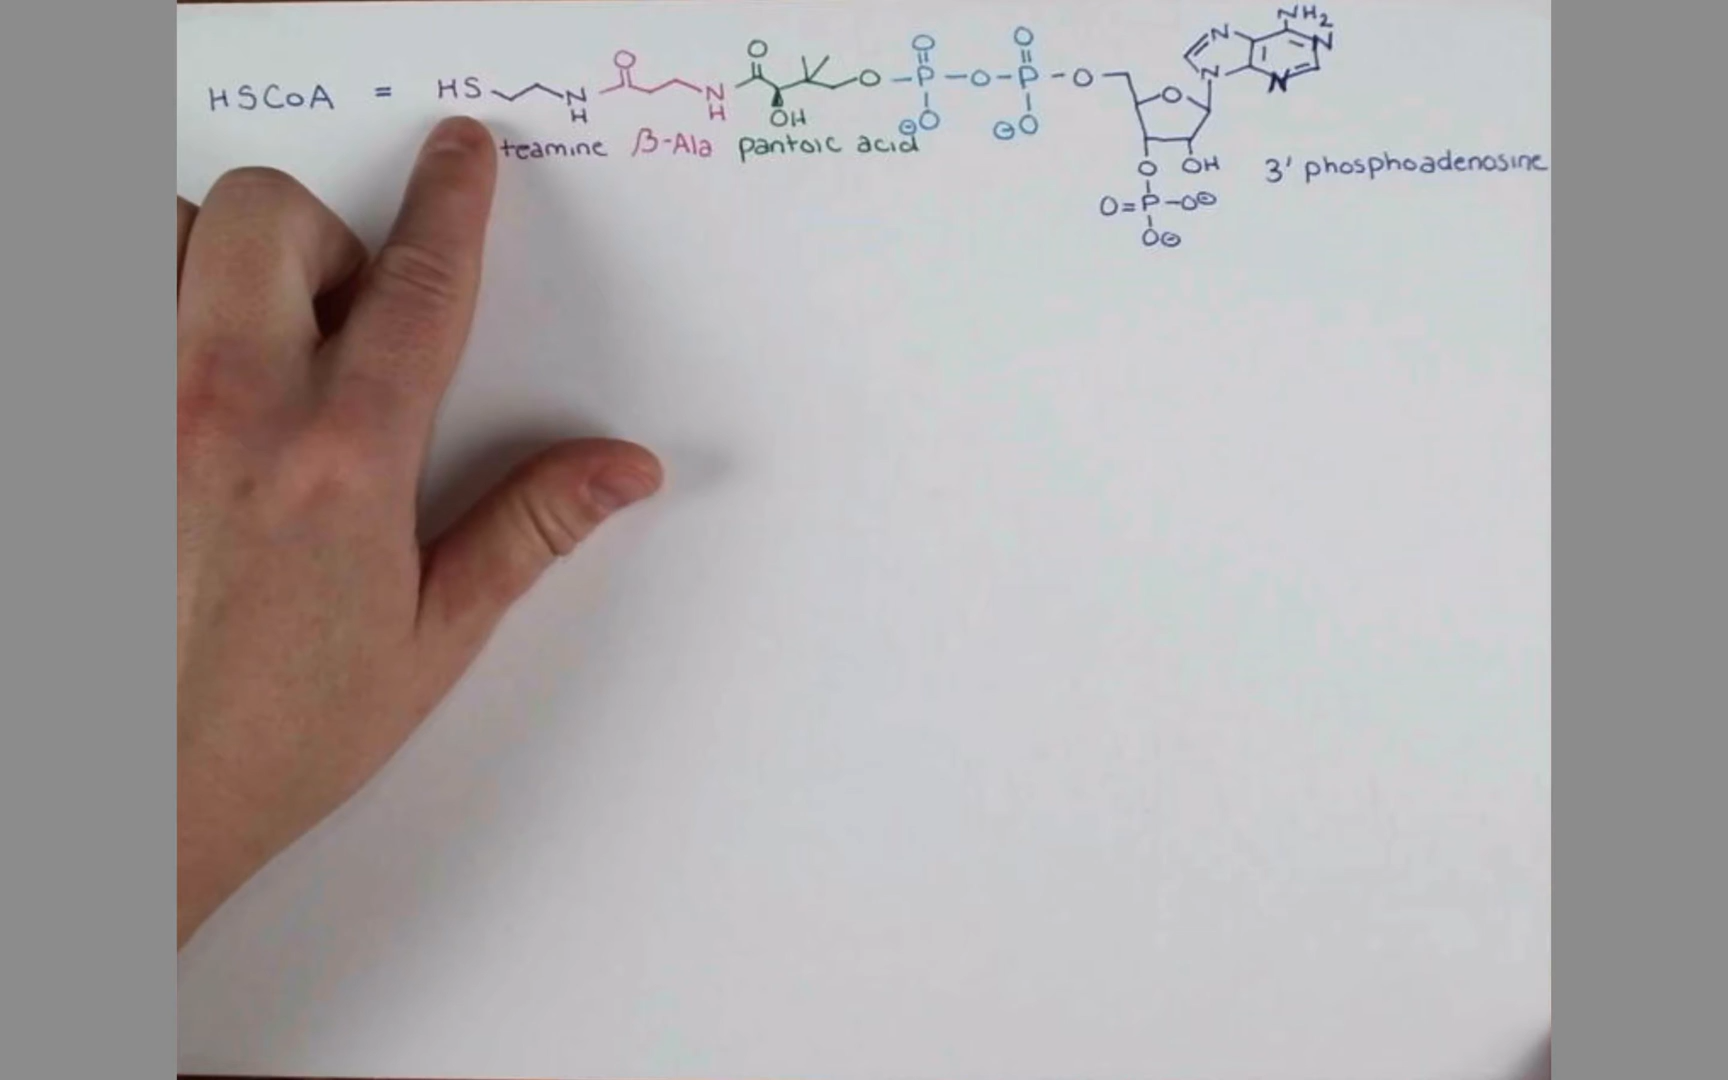 HSCoA = HS N H O N H O OH O P O O P O O O O O OH N N N N NH2
teamine β-Ala pantoic acid
3' phosphoadenosine
O=P-O⊖
O⊖